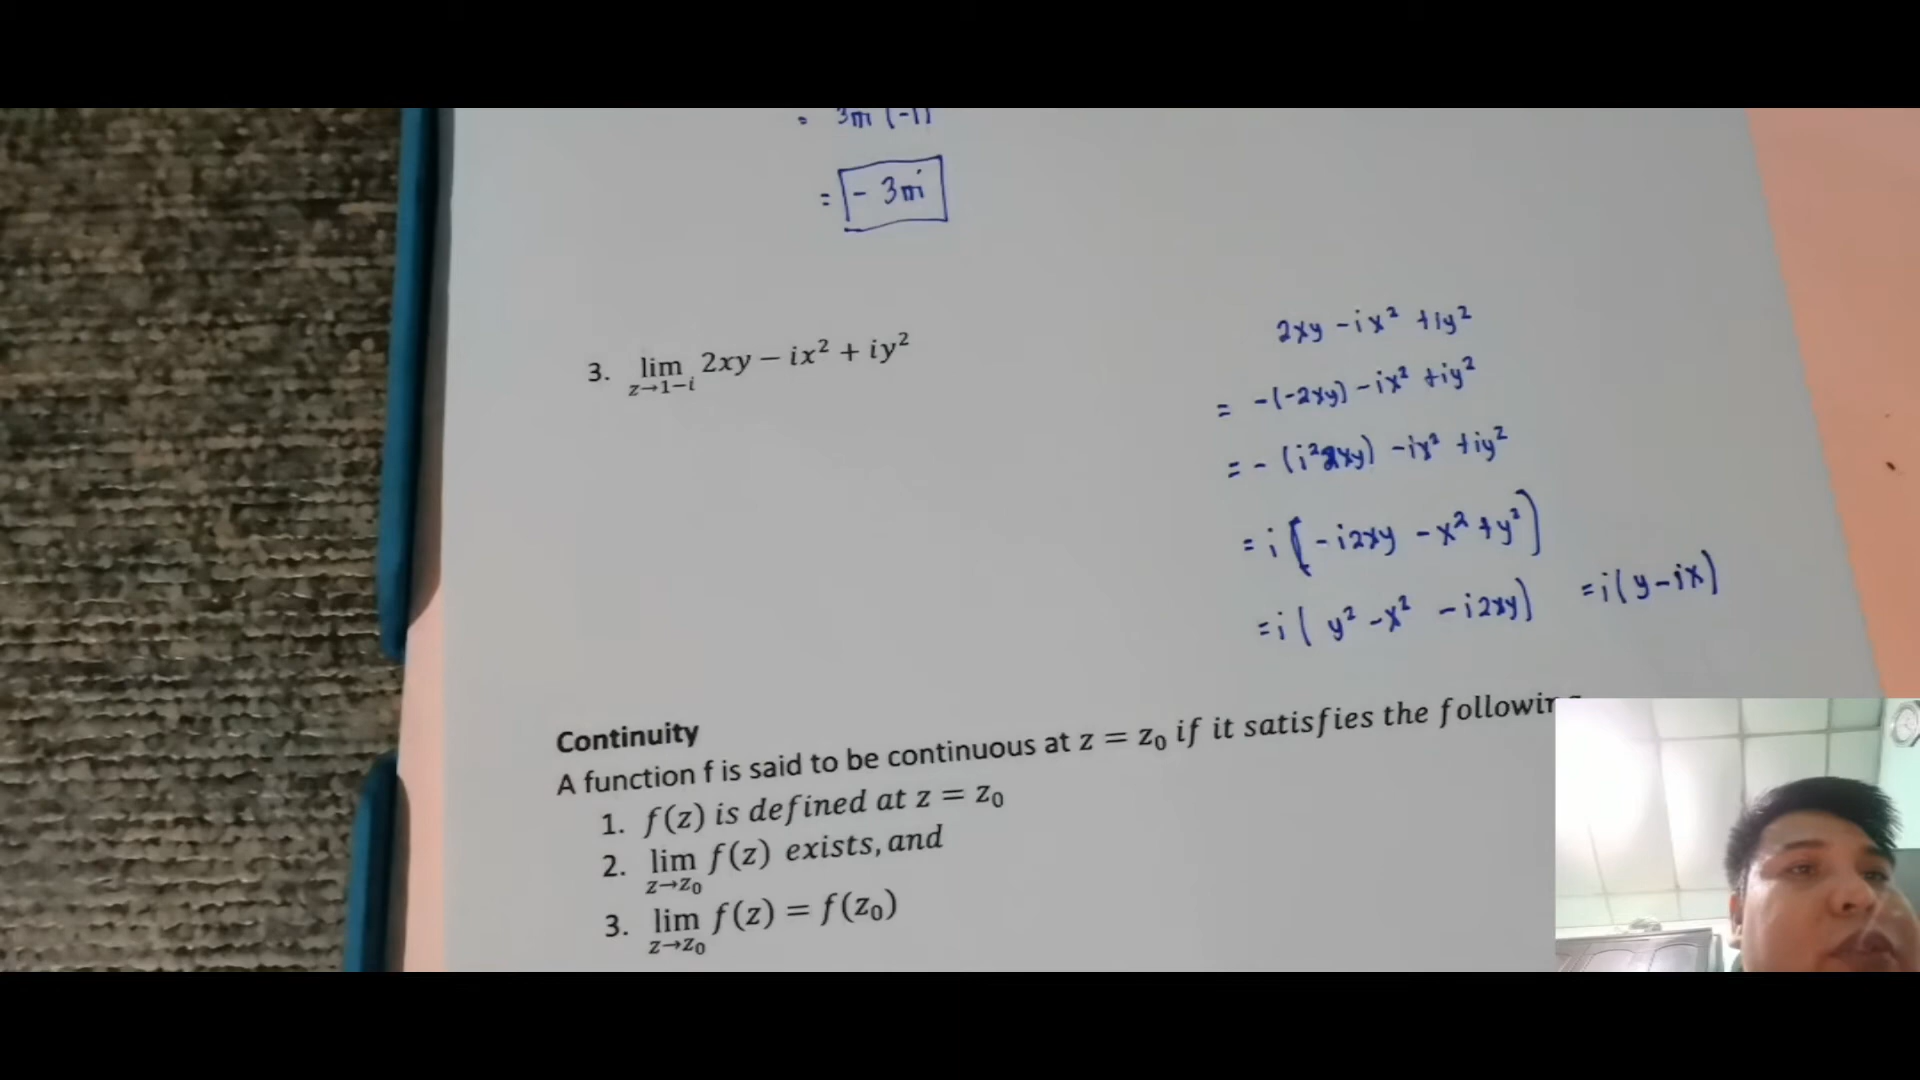 = 3πi (-1)
= - 3πi
3. lim 2xy − ix² + iy²
z→1−i
2xy - ix² + iy²
= -(-2xy) - ix² + iy²
= - (i²2xy) - ix² + iy²
= i [ - i2xy - x² + y² ]
= i ( y² - x² - i2xy) = i ( y - ix )
Continuity
A function f is said to be continuous at z = z₀ if it satisfies the following
1. f(z) is defined at z = z₀
2. lim f(z) exists, and
z→z₀
3. lim f(z) = f(z₀)
z→z₀